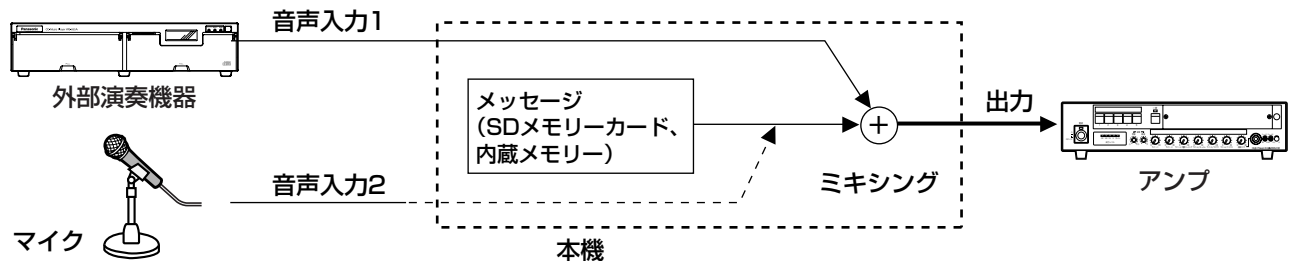 音声入力1
Panasonic
外部演奏機器
メッセージ
(SDメモリーカード、
内蔵メモリー)
出力
ミキシング
アンプ
音声入力2
マイク
本機